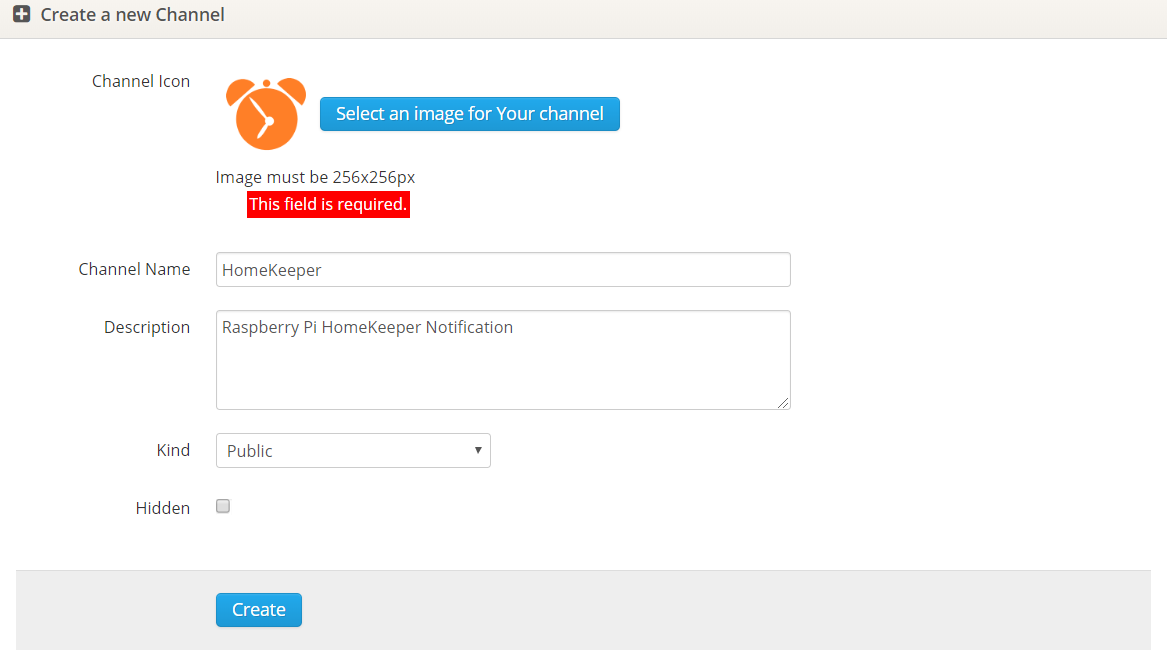 Create a new Channel
Channel Icon
Select an image for Your channel
Image must be 256x256px
This field is required.
Channel Name
HomeKeeper
Description
Raspberry Pi HomeKeeper Notification
Kind
Public
Hidden
Create